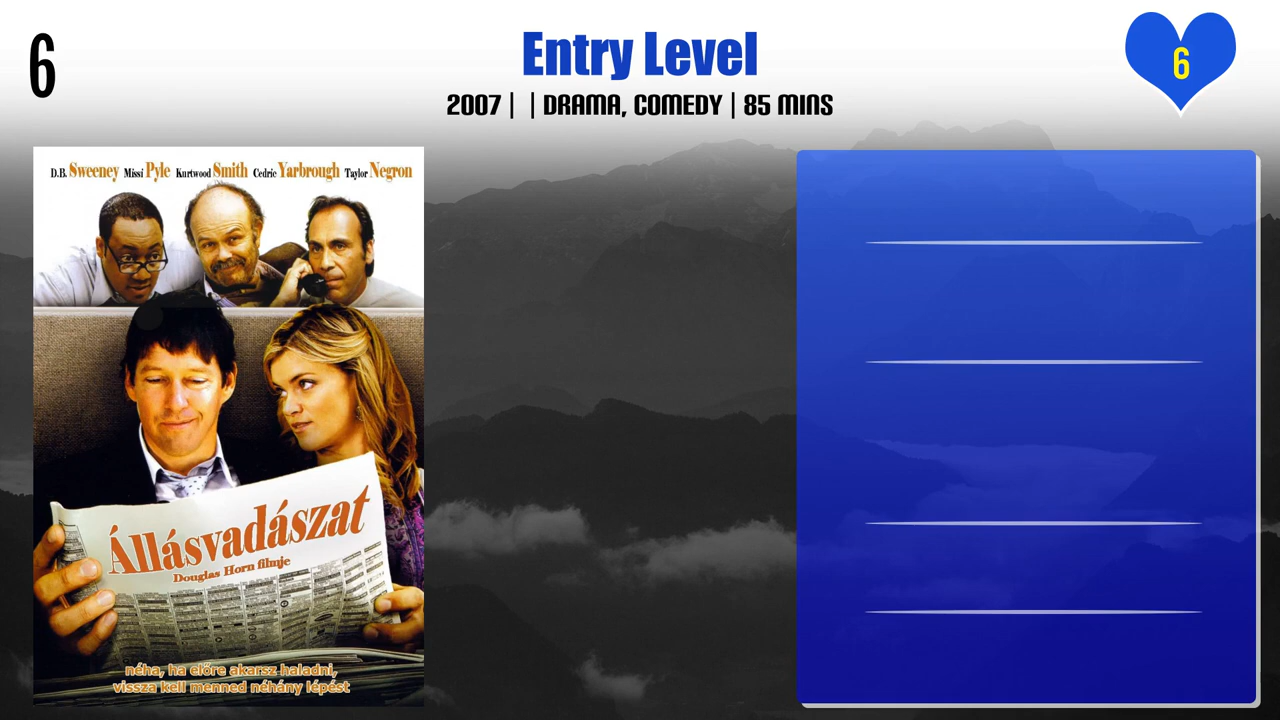 6
Entry Level
6
2007 | | DRAMA, COMEDY | 85 MINS
D.B. Sweeney Missi Pyle Kurtwood Smith Cedric Yarbrough Taylor Negron
Állásvadászat
Douglas Horn filmje
néha, ha előre akarsz haladni,
vissza kell menned néhány lépést